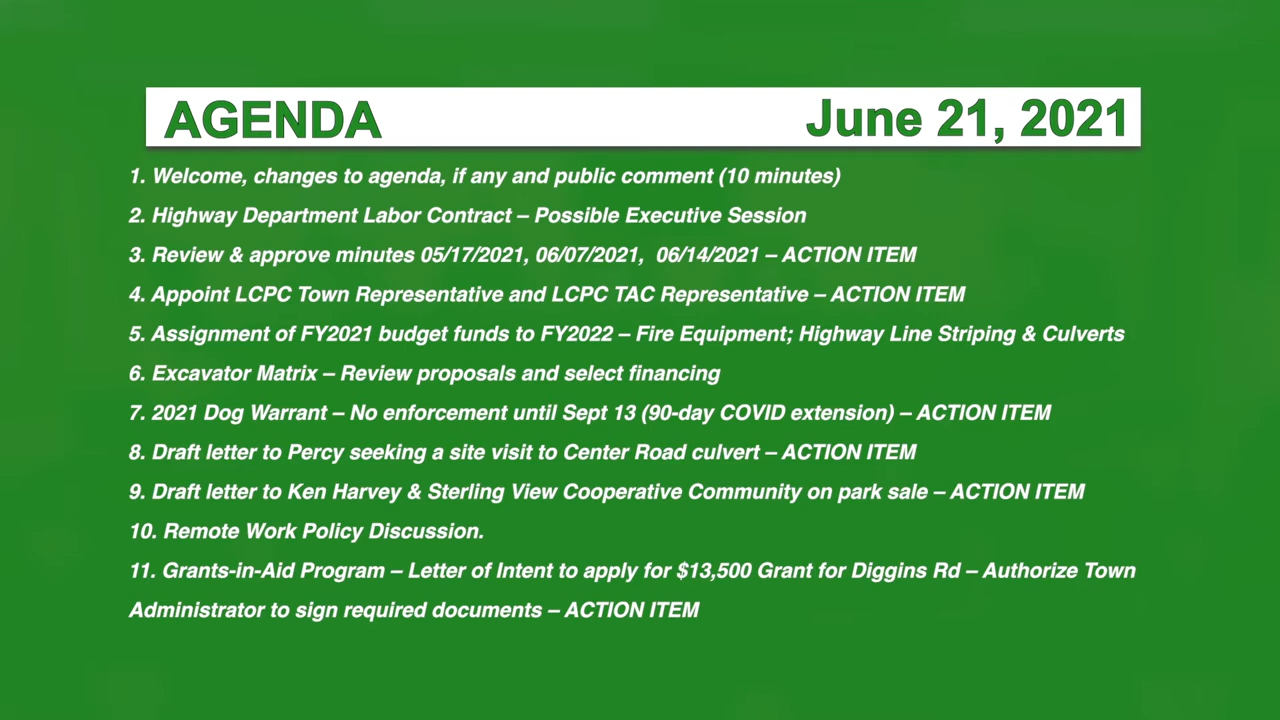 AGENDA June 21, 2021
1. Welcome, changes to agenda, if any and public comment (10 minutes)
2. Highway Department Labor Contract – Possible Executive Session
3. Review & approve minutes 05/17/2021, 06/07/2021,  06/14/2021 – ACTION ITEM
4. Appoint LCPC Town Representative and LCPC TAC Representative – ACTION ITEM
5. Assignment of FY2021 budget funds to FY2022 – Fire Equipment; Highway Line Striping & Culverts
6. Excavator Matrix – Review proposals and select financing
7. 2021 Dog Warrant – No enforcement until Sept 13 (90-day COVID extension) – ACTION ITEM
8. Draft letter to Percy seeking a site visit to Center Road culvert – ACTION ITEM
9. Draft letter to Ken Harvey & Sterling View Cooperative Community on park sale – ACTION ITEM
10. Remote Work Policy Discussion.
11. Grants-in-Aid Program – Letter of Intent to apply for $13,500 Grant for Diggins Rd – Authorize Town
Administrator to sign required documents – ACTION ITEM